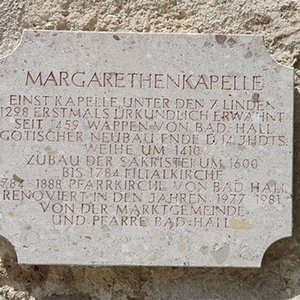 MARGARETHENKAPELLE
EINST KAPELLE UNTER DEN 7 LINDEN
1298 ERSTMALS URKUNDLICH ERWÄHNT
SEIT 1459 WAPPEN VON BAD-HALL
GOTISCHER NEUBAU ENDE D. 14. JHDTS.
WEIHE UM 1410
ZUBAU DER SAKRISTEI UM 1600
BIS 1784 FILIALKIRCHE
1784-1888 PFARRKIRCHE VON BAD HALL
RENOVIERT IN DEN JAHREN 1977-1981
VON DER MARKTGEMEINDE
UND PFARRE BAD-HALL